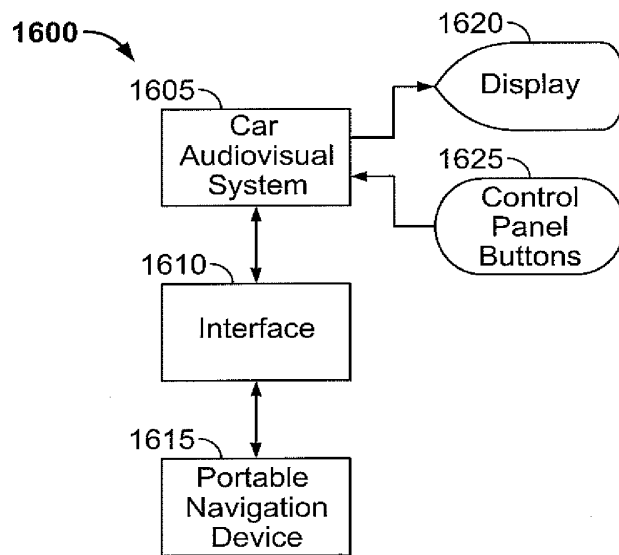 1600
1605
Car
Audiovisual
System
1620
Display
1625
Control
Panel
Buttons
1610
Interface
1615
Portable
Navigation
Device